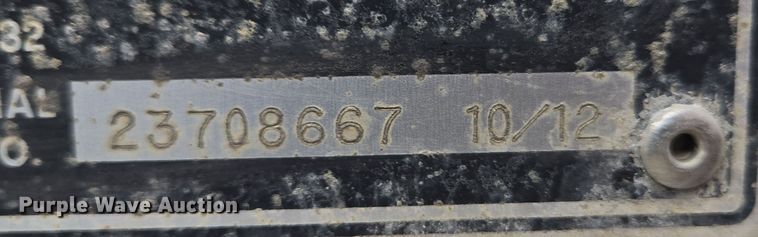 32
IAL 23708667 10/12
O.
Purple Wave Auction®